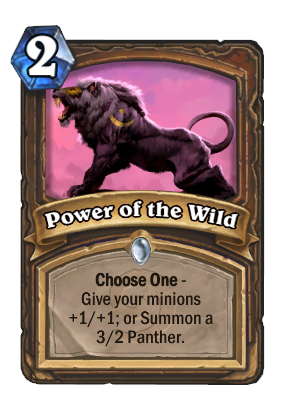 2
Power of the Wild
Choose One -
Give your minions
+1/+1; or Summon a
3/2 Panther.